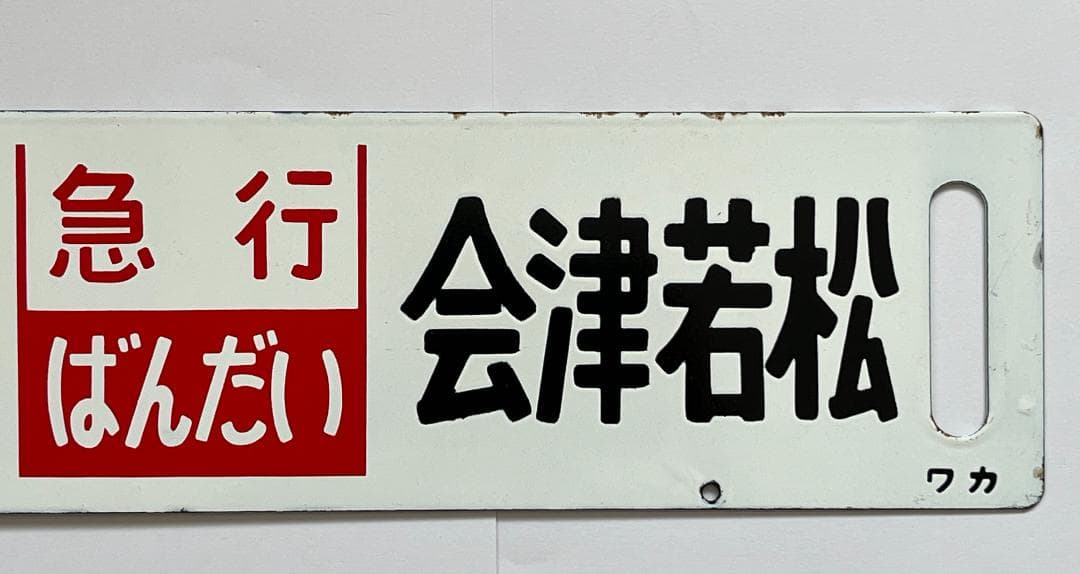 急行
ばんだい
会津若松
ワカ